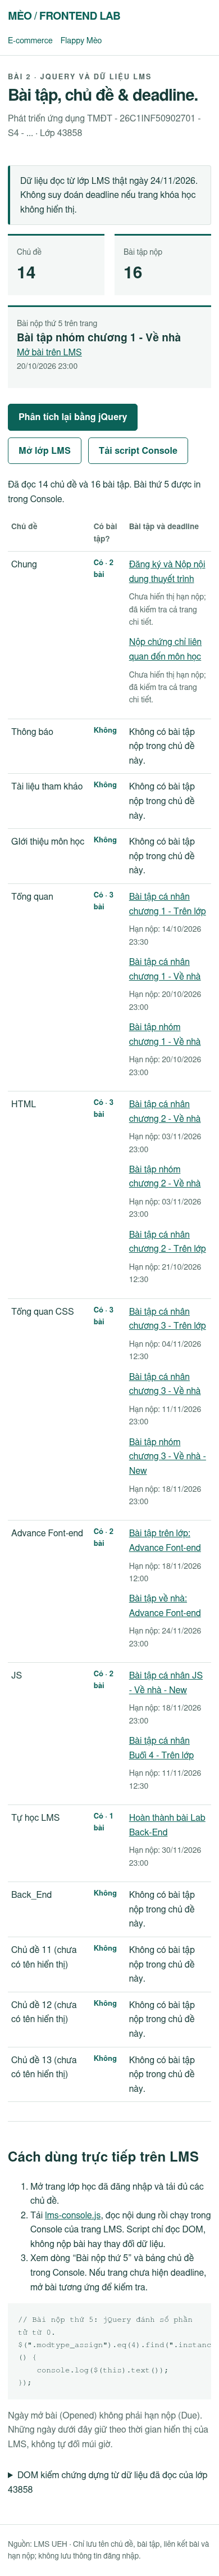 MÈO / FRONTEND LAB
E-commerce Flappy Mèo
BÀI 2 · JQUERY VÀ DỮ LIỆU LMS
Bài tập, chủ đề & deadline.
Phát triển ứng dụng TMĐT - 26C1INF50902701 -
S4 - ... · Lớp 43858
Dữ liệu đọc từ lớp LMS thật ngày 24/11/2026.
Không suy đoán deadline nếu trang khóa học
không hiển thị.
Chủ đề
14
Bài tập nộp
16
Bài nộp thứ 5 trên trang
Bài tập nhóm chương 1 - Về nhà
Mở bài trên LMS
20/10/2026 23:00
Phân tích lại bằng jQuery
Mở lớp LMS Tải script Console
Đã đọc 14 chủ đề và 16 bài tập. Bài thứ 5 được in
trong Console.
Chủ đề Có bài tập? Bài tập và deadline
Chung Có · 2 bài Đăng ký và Nộp nội
dung thuyết trình
Chưa hiển thị hạn nộp;
đã kiểm tra cả trang
chi tiết.
Nộp chứng chỉ liên
quan đến môn học
Chưa hiển thị hạn nộp;
đã kiểm tra cả trang
chi tiết.
Thông báo Không Không có bài tập
nộp trong chủ đề
này.
Tài liệu tham khảo Không Không có bài tập
nộp trong chủ đề
này.
Giới thiệu môn học Không Không có bài tập
nộp trong chủ đề
này.
Tổng quan Có · 3 bài Bài tập cá nhân
chương 1 - Trên lớp
Hạn nộp: 14/10/2026
23:30
Bài tập cá nhân
chương 1 - Về nhà
Hạn nộp: 20/10/2026
23:00
Bài tập nhóm
chương 1 - Về nhà
Hạn nộp: 20/10/2026
23:00
HTML Có · 3 bài Bài tập cá nhân
chương 2 - Về nhà
Hạn nộp: 03/11/2026
23:00
Bài tập nhóm
chương 2 - Về nhà
Hạn nộp: 03/11/2026
23:00
Bài tập cá nhân
chương 2 - Trên lớp
Hạn nộp: 21/10/2026
12:30
Tổng quan CSS Có · 3 bài Bài tập cá nhân
chương 3 - Trên lớp
Hạn nộp: 04/11/2026
12:30
Bài tập cá nhân
chương 3 - Về nhà
Hạn nộp: 11/11/2026
23:00
Bài tập nhóm
chương 3 - Về nhà -
New
Hạn nộp: 18/11/2026
23:00
Advance Font-end Có · 2 bài Bài tập trên lớp:
Advance Font-end
Hạn nộp: 18/11/2026
12:00
Bài tập về nhà:
Advance Font-end
Hạn nộp: 24/11/2026
23:00
JS Có · 2 bài Bài tập cá nhân JS
- Về nhà - New
Hạn nộp: 18/11/2026
23:00
Bài tập cá nhân
Buổi 4 - Trên lớp
Hạn nộp: 11/11/2026
12:30
Tự học LMS Có · 1 bài Hoàn thành bài Lab
Back-End
Hạn nộp: 30/11/2026
23:00
Back_End Không Không có bài tập
nộp trong chủ đề
này.
Chủ đề 11 (chưa
có tên hiển thị) Không Không có bài tập
nộp trong chủ đề
này.
Chủ đề 12 (chưa
có tên hiển thị) Không Không có bài tập
nộp trong chủ đề
này.
Chủ đề 13 (chưa
có tên hiển thị) Không Không có bài tập
nộp trong chủ đề
này.
Cách dùng trực tiếp trên LMS
1. Mở trang lớp học đã đăng nhập và tải đủ các
chủ đề.
2. Tải lms-console.js, đọc nội dung rồi chạy trong
Console của trang LMS. Script chỉ đọc DOM,
không nộp bài hay thay đổi dữ liệu.
3. Xem dòng “Bài nộp thứ 5” và bảng chủ đề
trong Console. Nếu trang chưa hiện deadline,
mở bài tương ứng để kiểm tra.
// Bài nộp thứ 5: jQuery đánh số phần
tử từ 0.
$(".modtype_assign").eq(4).find(".instanc
() {
console.log($(this).text());
});
Ngày mở bài (Opened) không phải hạn nộp (Due).
Những ngày dưới đây giữ theo thời gian hiển thị của
LMS, không tự đổi múi giờ.
▶ DOM kiểm chứng dựng từ dữ liệu đã đọc của lớp
43858
Nguồn: LMS UEH · Chỉ lưu tên chủ đề, bài tập, liên kết bài và
hạn nộp; không lưu thông tin đăng nhập.